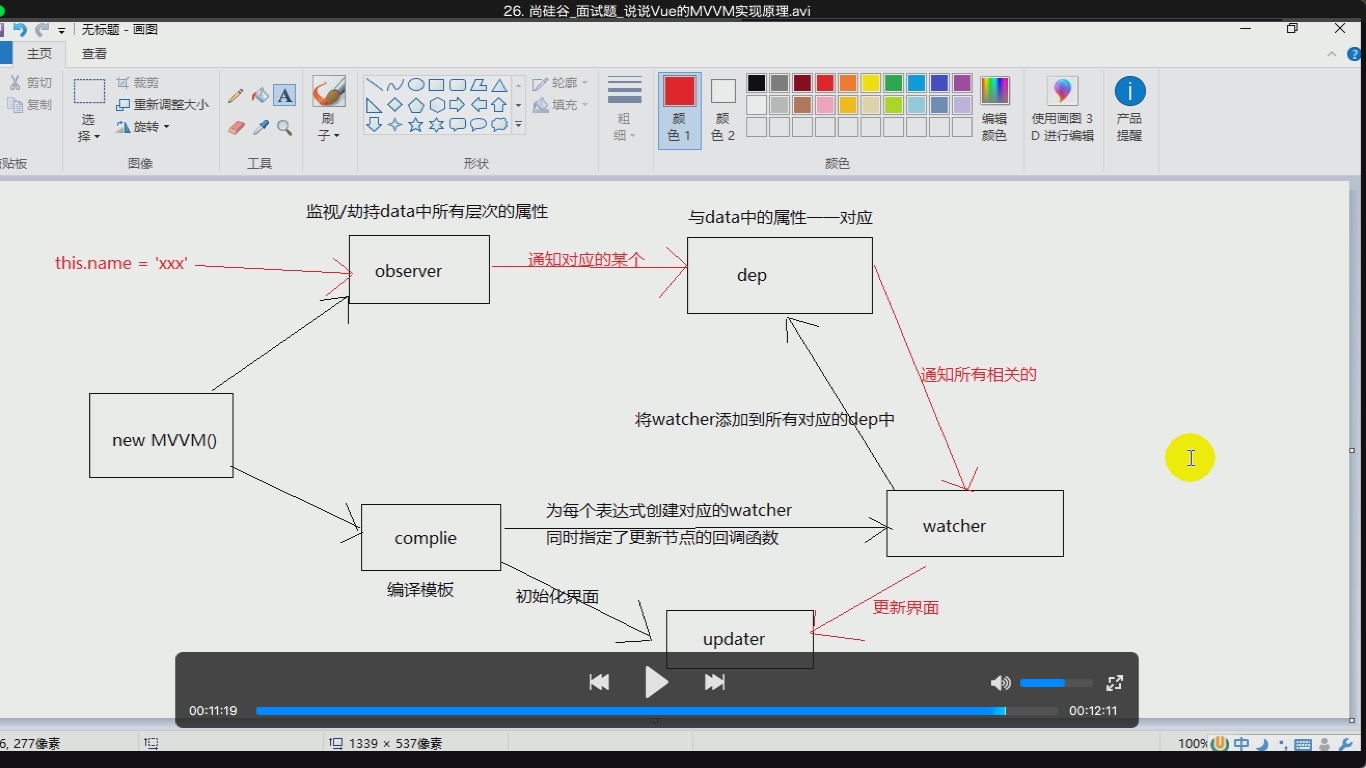 26. 尚硅谷_面试题_说说Vue的MVVM实现原理.avi
无标题 - 画图
主页
查看
剪切
复制
剪贴板
选
择
裁剪
重新调整大小
旋转
图像
A
工具
刷
子
轮廓
填充
形状
粗
细
颜
色 1
颜
色 2
编辑
颜色
颜色
使用画图 3
D 进行编辑
产品
提醒
监视/劫持data中所有层次的属性
与data中的属性一一对应
this.name = 'xxx'
observer
通知对应的某个
dep
通知所有相关的
将watcher添加到所有对应的dep中
new MVVM()
为每个表达式创建对应的watcher
同时指定了更新节点的回调函数
complie
watcher
编译模板
初始化界面
更新界面
updater
00:11:19
00:12:11
6, 277像素
1339 × 537像素
100%
中